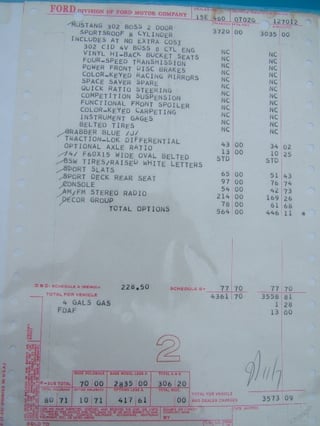 FORD DIVISION OF FORD MOTOR COMPANY
0T02G 127012
MUSTANG 302 BOSS 2 DOOR
SPORTSROOF 8 CYLINDER 3720 00 3035 00
INCLUDES AT NO EXTRA COST
302 CID 4V BOSS 8 CYL ENG NC NC
VINYL HI-BACK BUCKET SEATS NC NC
FOUR-SPEED TRANSMISSION NC NC
POWER FRONT DISC BRAKES NC NC
COLOR-KEYED RACING MIRRORS NC NC
SPACE SAVER SPARE NC NC
QUICK RATIO STEERING NC NC
COMPETITION SUSPENSION NC NC
FUNCTIONAL FRONT SPOILER NC NC
COLOR-KEYED CARPETING NC NC
INSTRUMENT GAGES NC NC
BELTED TIRES NC NC
GRABBER BLUE /J/
TRACTION-LOK DIFFERENTIAL 43 00 34 02
OPTIONAL AXLE RATIO 13 00 10 25
/4/ F60X15 WIDE OVAL BELTED STD STD
BSW TIRES/RAISED WHITE LETTERS
SPORT SLATS 65 00 51 43
SPORT DECK REAR SEAT 97 00 76 74
CONSOLE 54 00 42 73
AM/FM STEREO RADIO 214 00 169 26
DECOR GROUP 78 00 61 68
TOTAL OPTIONS 564 00 446 11 *
228.50 77 70 77 70
TOTAL FOR VEHICLE 4361 70 3558 81
4 GALS GAS 1 28
FDAF 13 00
2
SUB TOTAL 70 00 2835 00 306 20
80 71 10 71 417 61 00
TOTAL FOR VEHICLE
AND DEALER CHARGES 3573 09